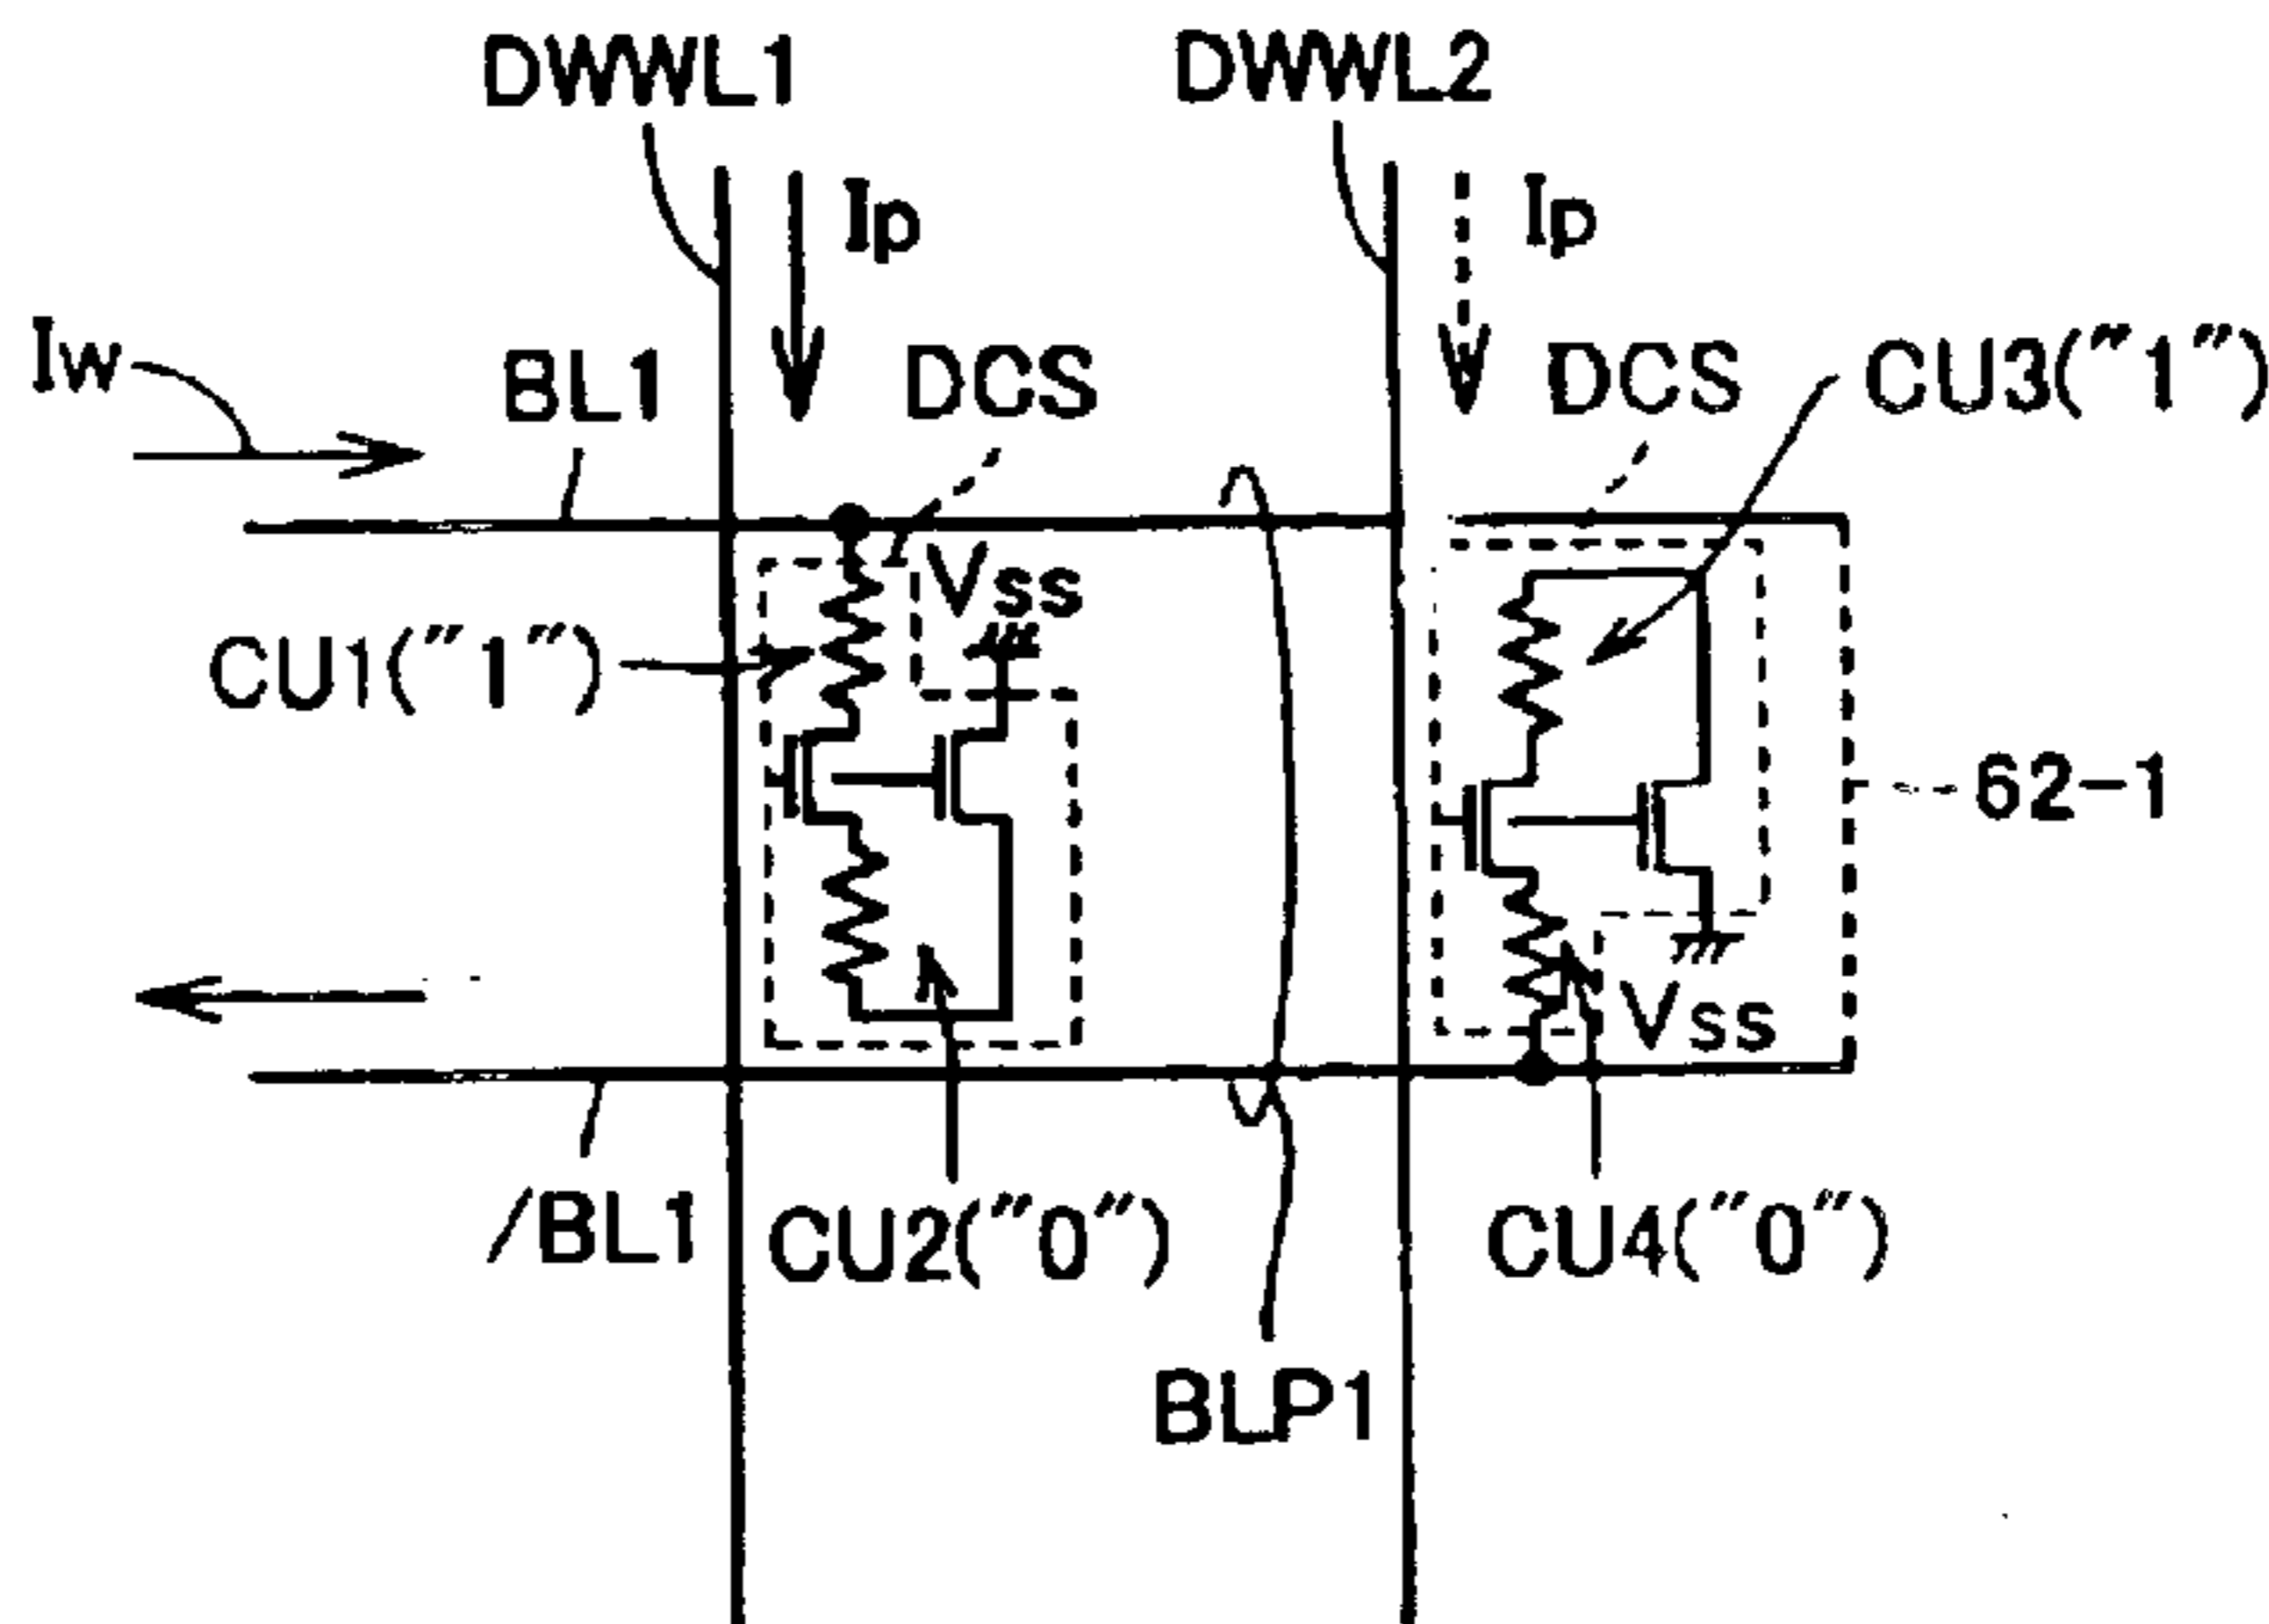 DWWL1
DWWL2
Ip
Ip
Iw
BL1
DCS
DCS
CU3("1")
Vss
CU1("1")
62-1
Vss
/BL1
CU2("0")
CU4("0")
BLP1